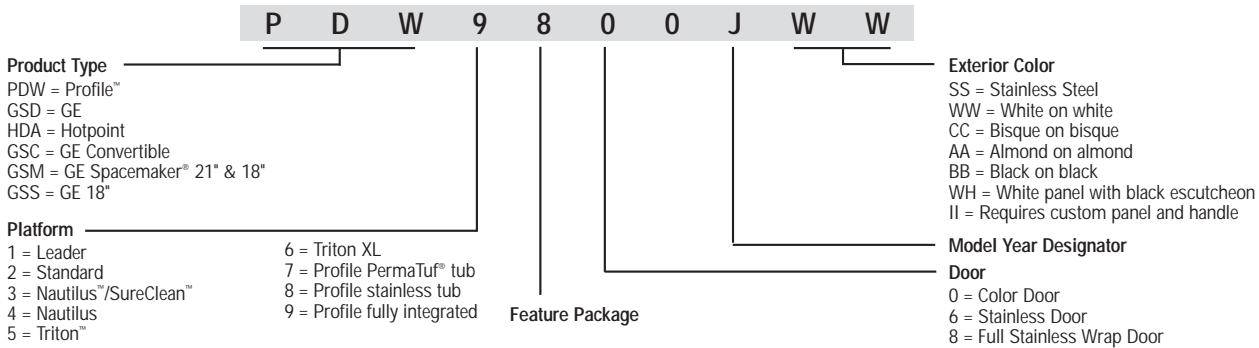 P D W 9 8 0 0 J W W
Product Type
PDW = Profile™
GSD = GE
HDA = Hotpoint
GSC = GE Convertible
GSM = GE Spacemaker® 21" & 18"
GSS = GE 18"
Platform
1 = Leader
2 = Standard
3 = Nautilus™/SureClean™
4 = Nautilus
5 = Triton™
6 = Triton XL
7 = Profile PermaTuf® tub
8 = Profile stainless tub
9 = Profile fully integrated
Feature Package
Exterior Color
SS = Stainless Steel
WW = White on white
CC = Bisque on bisque
AA = Almond on almond
BB = Black on black
WH = White panel with black escutcheon
II = Requires custom panel and handle
Model Year Designator
Door
0 = Color Door
6 = Stainless Door
8 = Full Stainless Wrap Door